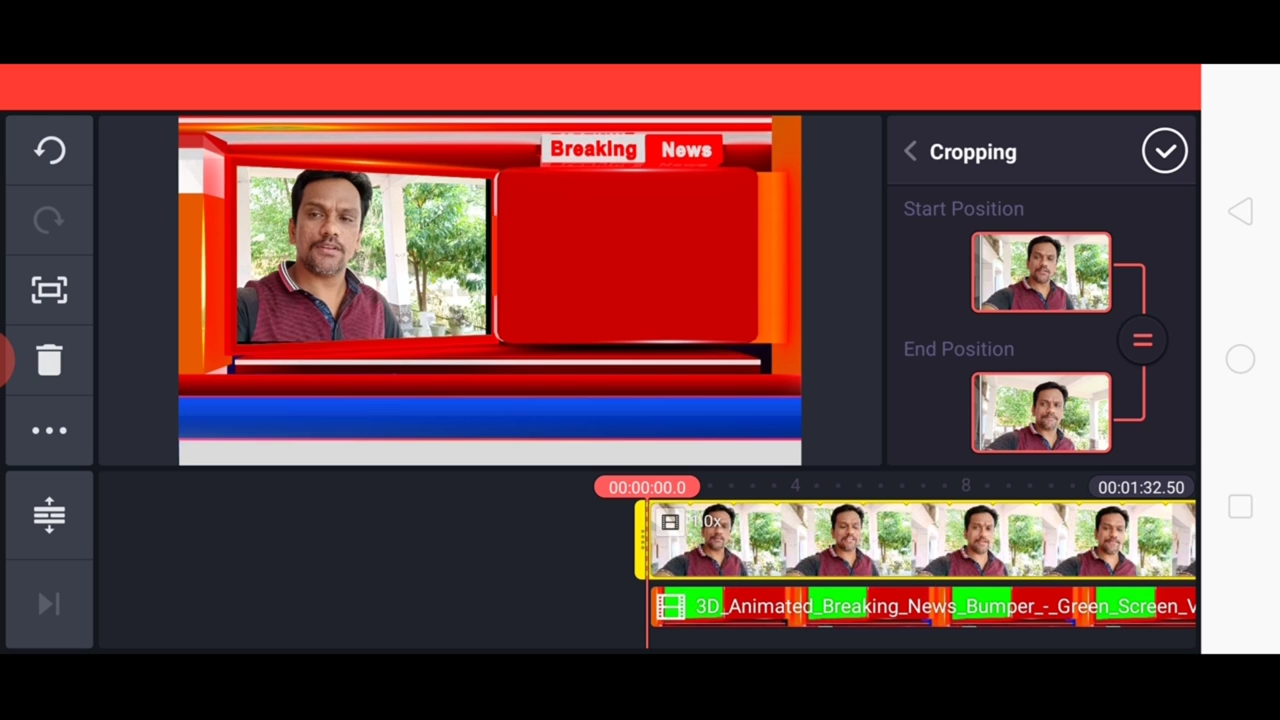 Breaking News
Cropping
Start Position
End Position
00:00:00.0
4
8
00:01:32.50
1.0x
3D_Animated_Breaking_News_Bumper_-_Green_Screen_V